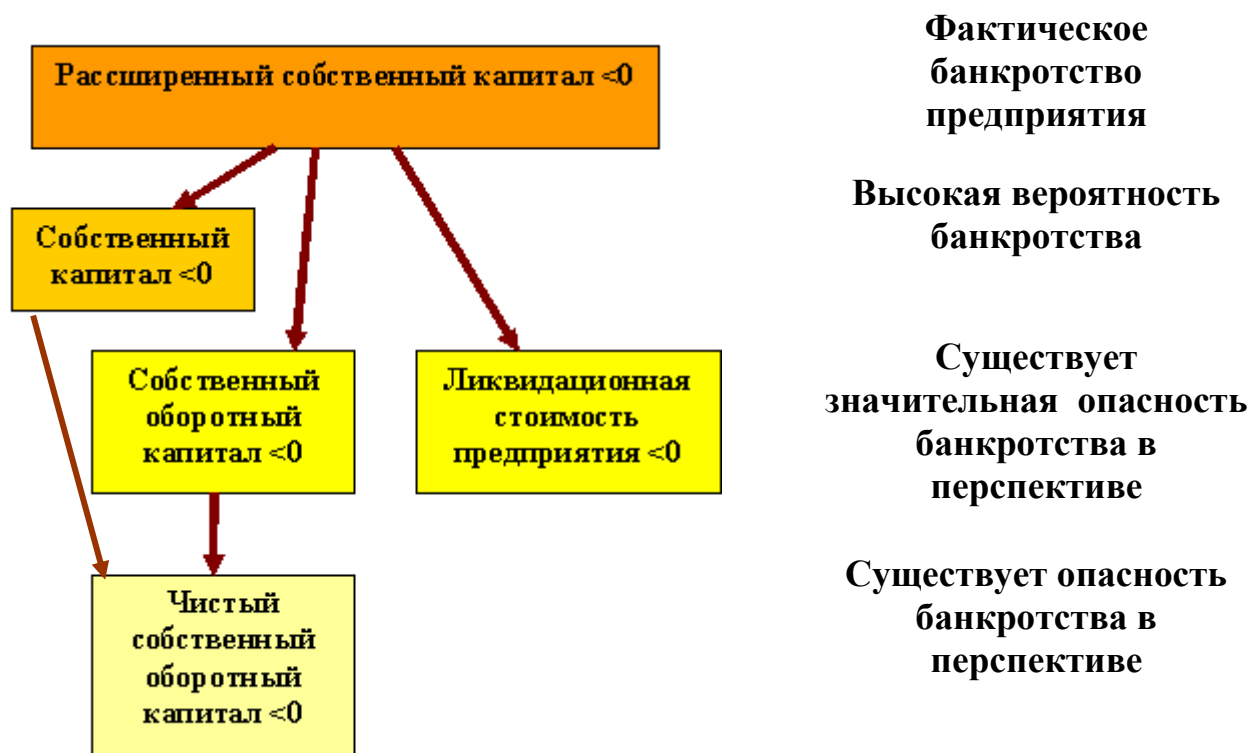 Фактическое
банкротство
предприятия
Рассширенный собственный капитал <0
Высокая вероятность
банкротства
Собственный
капитал <0
Существует
значительная опасность
банкротства в
перспективе
Собственный
оборотный
капитал <0
Ликвидационная
стоимость
предприятия <0
Существует опасность
банкротства в
перспективе
Чистый
собственный
оборотный
капитал <0